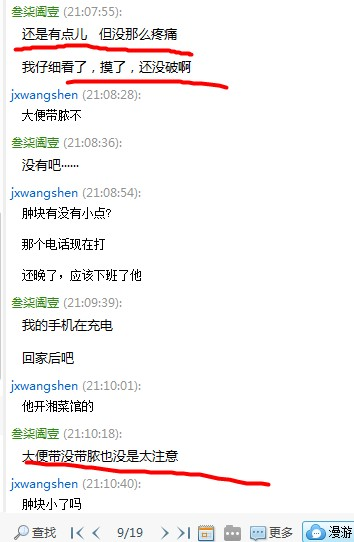 叁柒阖壹 (21:07:55):
还是有点儿 但没那么疼痛
我仔细看了，摸了，还没破啊
jxwangshen (21:08:28):
大便带脓不
叁柒阖壹 (21:08:36):
没有吧······
jxwangshen (21:08:54):
肿块有没有小点?
那个电话现在打
还晚了，应该下班了他
叁柒阖壹 (21:09:39):
我的手机在充电
回家后吧
jxwangshen (21:10:01):
他开湘菜馆的
叁柒阖壹 (21:10:18):
大便带没带脓也没是太注意
jxwangshen (21:10:40):
肿块小了吗
查找 9/19 更多 漫游